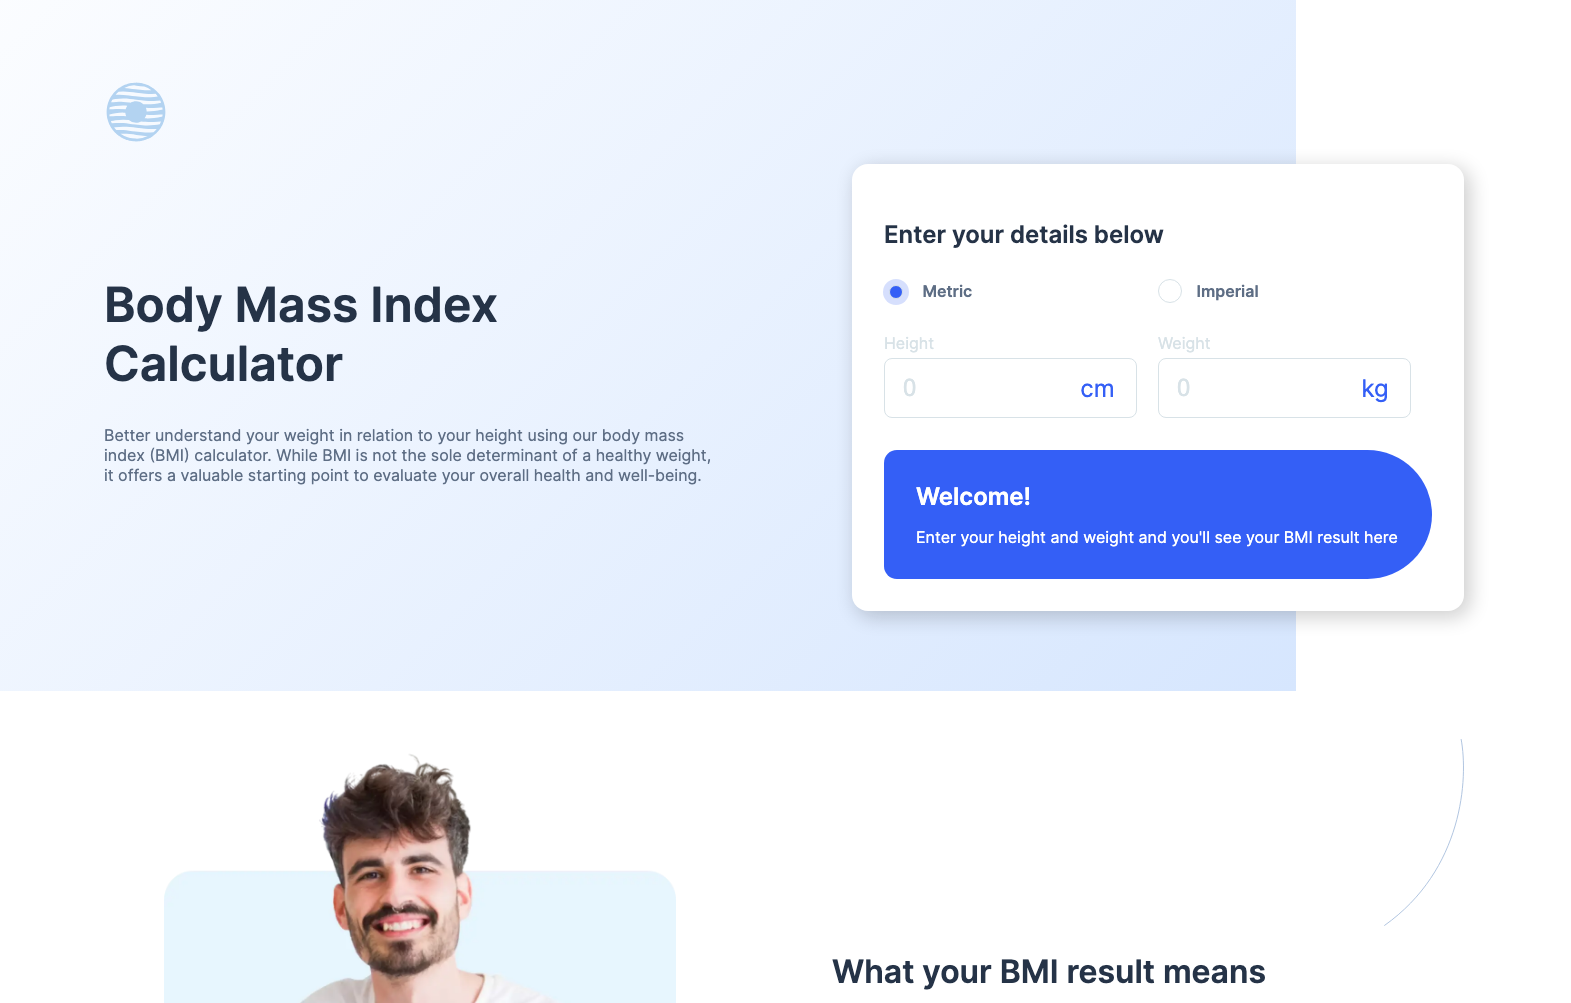 Body Mass Index
Calculator
Better understand your weight in relation to your height using our body mass
index (BMI) calculator. While BMI is not the sole determinant of a healthy weight,
it offers a valuable starting point to evaluate your overall health and well-being.
Enter your details below
Metric
Imperial
Height
Weight
0 cm
0 kg
Welcome!
Enter your height and weight and you'll see your BMI result here
What your BMI result means